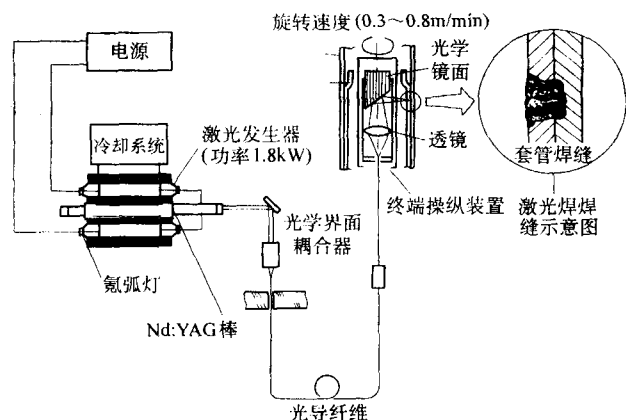 旋转速度(0.3～0.8m/min)
电源
光学
镜面
冷却系统
激光发生器
(功率1.8kW)
透镜
套管焊缝
终端操纵装置
激光焊焊
缝示意图
光学界面
耦合器
氪弧灯
Nd:YAG棒
光导纤维